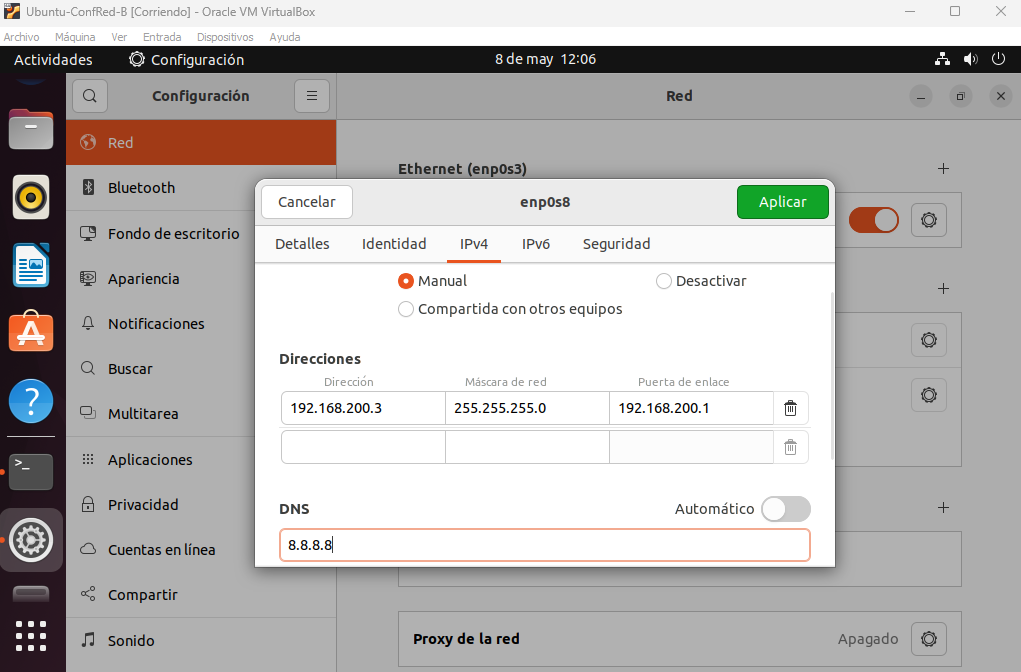 Ubuntu-ConfRed-B [Corriendo] - Oracle VM VirtualBox
Archivo Máquina Ver Entrada Dispositivos Ayuda
Actividades Configuración 8 de may 12:06
Configuración Red
Red
Bluetooth
Fondo de escritorio
Apariencia
Notificaciones
Buscar
Multitarea
Aplicaciones
Privacidad
Cuentas en línea
Compartir
Sonido
Ethernet (enp0s3)
Cancelar enp0s8 Aplicar
Detalles Identidad IPv4 IPv6 Seguridad
Manual Desactivar
Compartida con otros equipos
Direcciones
Dirección Máscara de red Puerta de enlace
192.168.200.3 255.255.255.0 192.168.200.1
DNS Automático
8.8.8.8
Proxy de la red Apagado